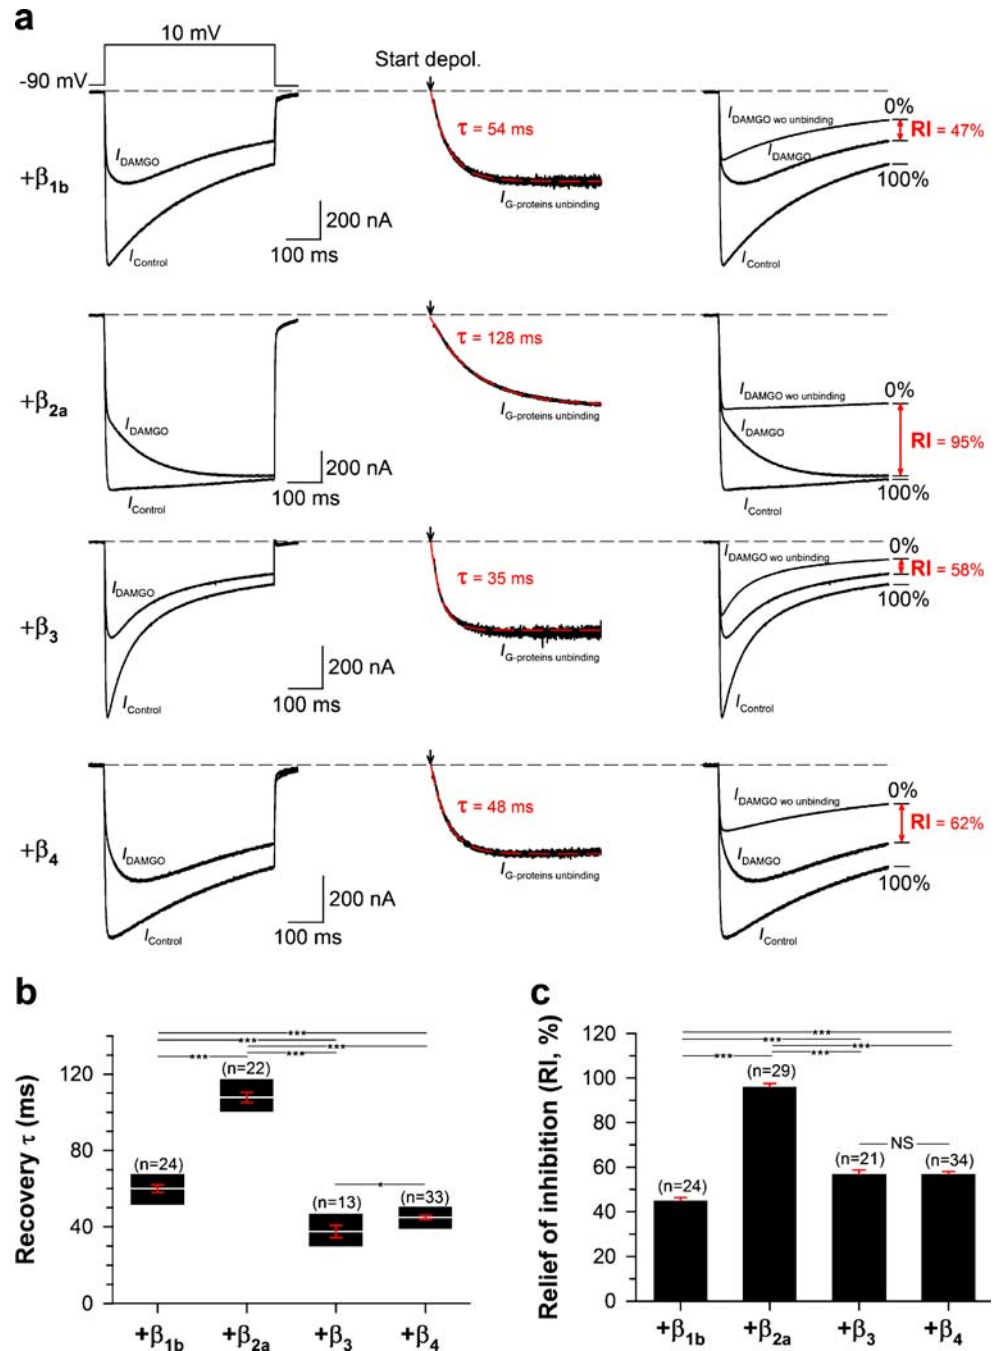 a
10 mV
-90 mV
Start depol.
+β1b
IDAMGO
IControl
200 nA
100 ms
τ = 54 ms
IG-proteins unbinding
IDAMGO wo unbinding
IDAMGO
IControl
0%
RI = 47%
100%
+β2a
IDAMGO
IControl
200 nA
100 ms
τ = 128 ms
IG-proteins unbinding
IDAMGO wo unbinding
IDAMGO
IControl
0%
RI = 95%
100%
+β3
IDAMGO
IControl
200 nA
100 ms
τ = 35 ms
IG-proteins unbinding
IDAMGO wo unbinding
IControl
0%
RI = 58%
100%
+β4
IDAMGO
IControl
200 nA
100 ms
τ = 48 ms
IG-proteins unbinding
IDAMGO wo unbinding
IDAMGO
IControl
0%
RI = 62%
100%
b
Recovery τ (ms)
120
80
40
0
***
***
***
***
***
*
(n=24)
(n=22)
(n=13)
(n=33)
+β1b
+β2a
+β3
+β4
c
Relief of inhibition (RI, %)
120
100
80
60
40
20
0
***
***
***
***
***
NS
(n=24)
(n=29)
(n=21)
(n=34)
+β1b
+β2a
+β3
+β4